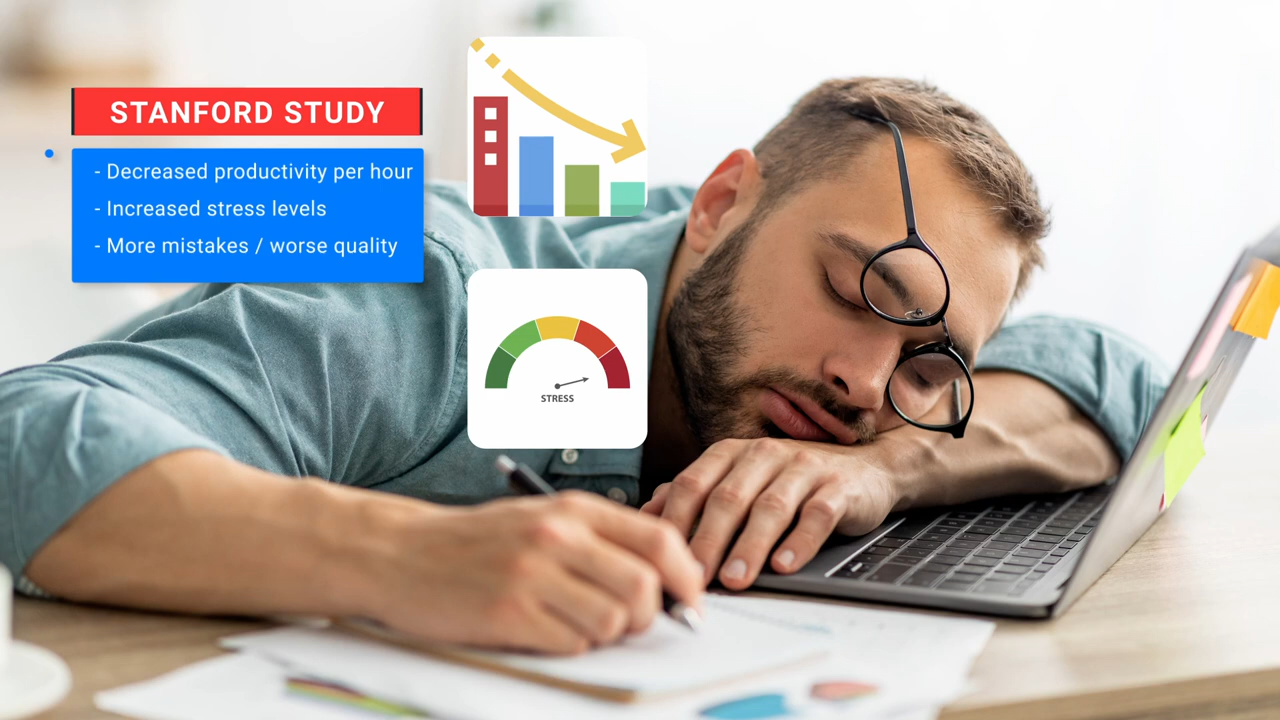 STANFORD STUDY
- Decreased productivity per hour
- Increased stress levels
- More mistakes / worse quality
STRESS